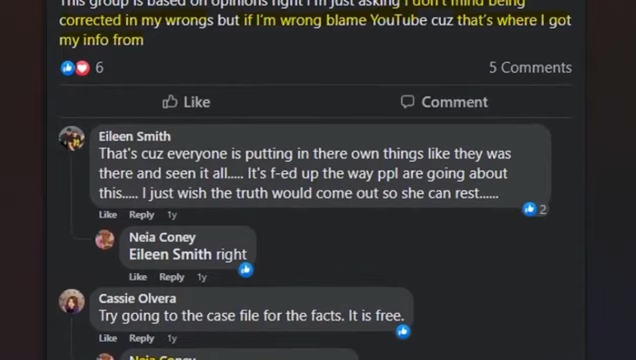 This group is based on opinions right I'm just asking I don't mind being
corrected in my wrongs but if I'm wrong blame YouTube cuz that's where I got
my info from
6
5 Comments
Like
Comment
Eileen Smith
That's cuz everyone is putting in there own things like they was
there and seen it all..... It's f-ed up the way ppl are going about
this..... I just wish the truth would come out so she can rest......
2
Like Reply 1y
Neia Coney
Eileen Smith right
Like Reply 1y
Cassie Olvera
Try going to the case file for the facts. It is free.
Like Reply 1y
Neia Coney